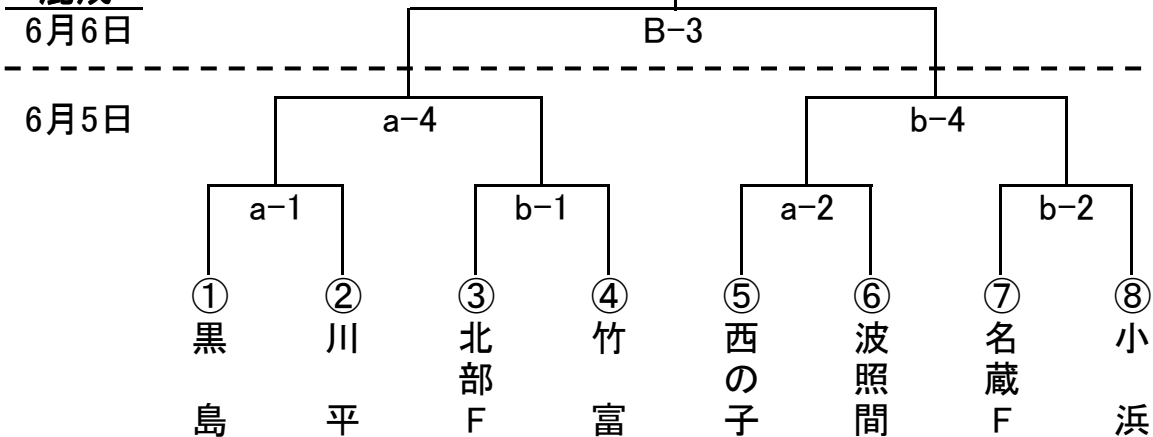 6月6日
B-3
6月5日
a-4
b-4
a-1
b-1
a-2
b-2
①
②
③
④
⑤
⑥
⑦
⑧
黒島
川平
北部F
竹富
西の子
波照間
名蔵F
小浜